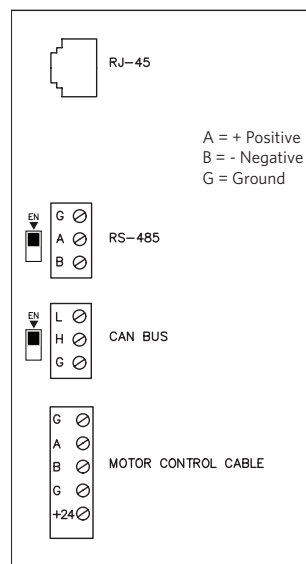 RJ-45
A = + Positive
B = - Negative
G = Ground
EN
G
A
B
RS-485
EN
L
H
G
CAN BUS
G
A
B
G
+24
MOTOR CONTROL CABLE